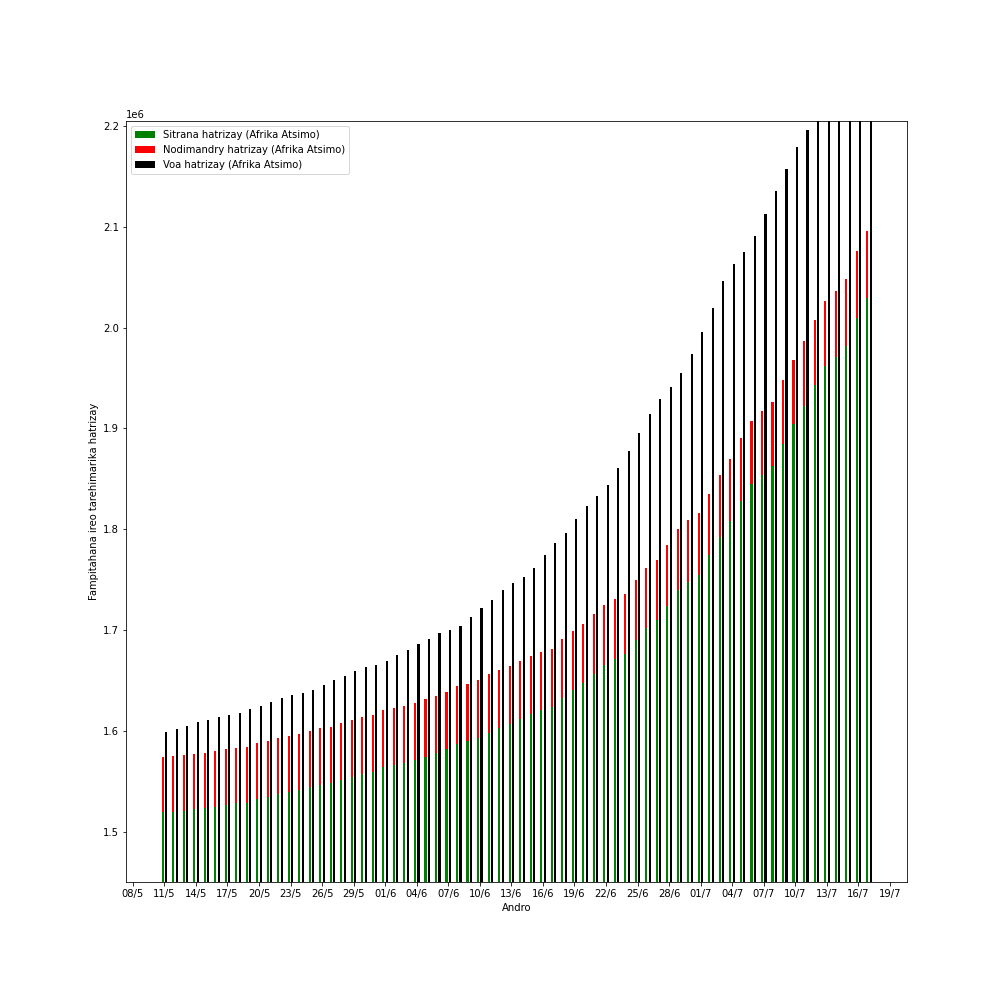 1e6
2.2
2.1
2.0
1.9
1.8
1.7
1.6
1.5
Fampitahana ireo tarehimarika hatrizay
Sitrana hatrizay (Afrika Atsimo)
Nodimandry hatrizay (Afrika Atsimo)
Voa hatrizay (Afrika Atsimo)
08/5 11/5 14/5 17/5 20/5 23/5 26/5 29/5 01/6 04/6 07/6 10/6 13/6 16/6 19/6 22/6 25/6 28/6 01/7 04/7 07/7 10/7 13/7 16/7 19/7
Andro